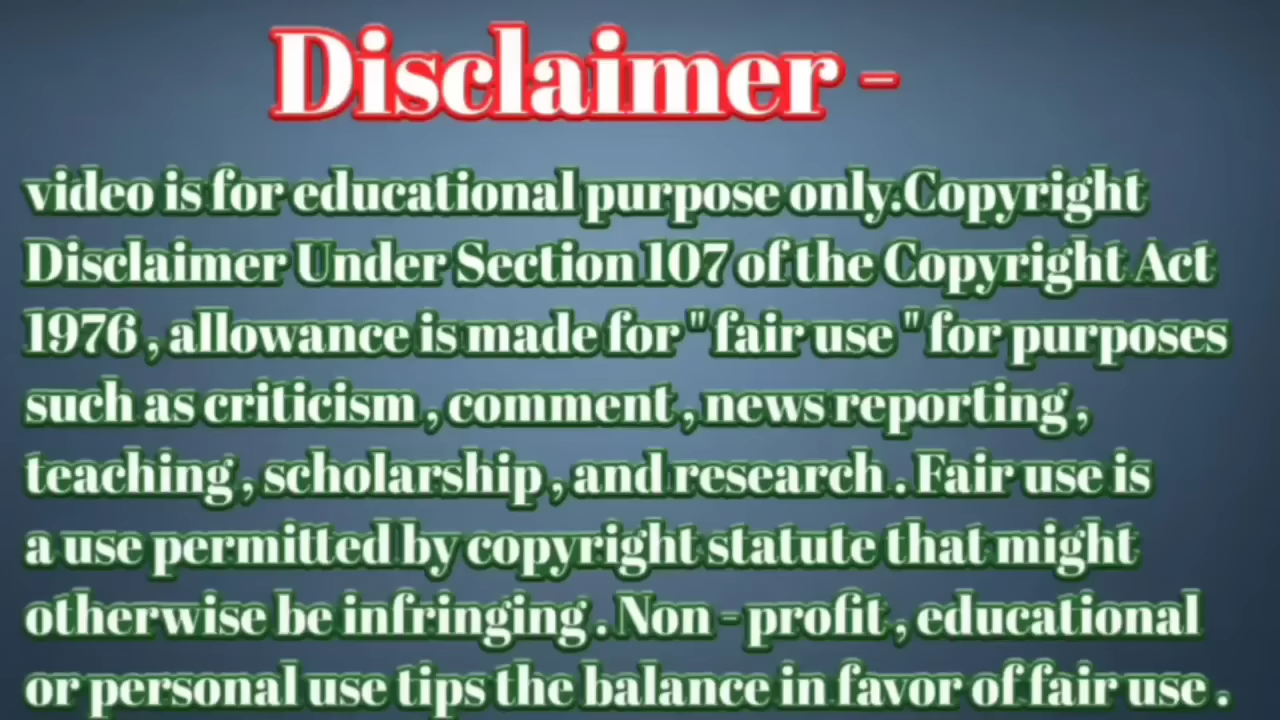 Disclaimer -
video is for educational purpose only.Copyright
Disclaimer Under Section 107 of the Copyright Act
1976 , allowance is made for " fair use " for purposes
such as criticism , comment , news reporting ,
teaching , scholarship , and research . Fair use is
a use permitted by copyright statute that might
otherwise be infringing . Non - profit , educational
or personal use tips the balance in favor of fair use .